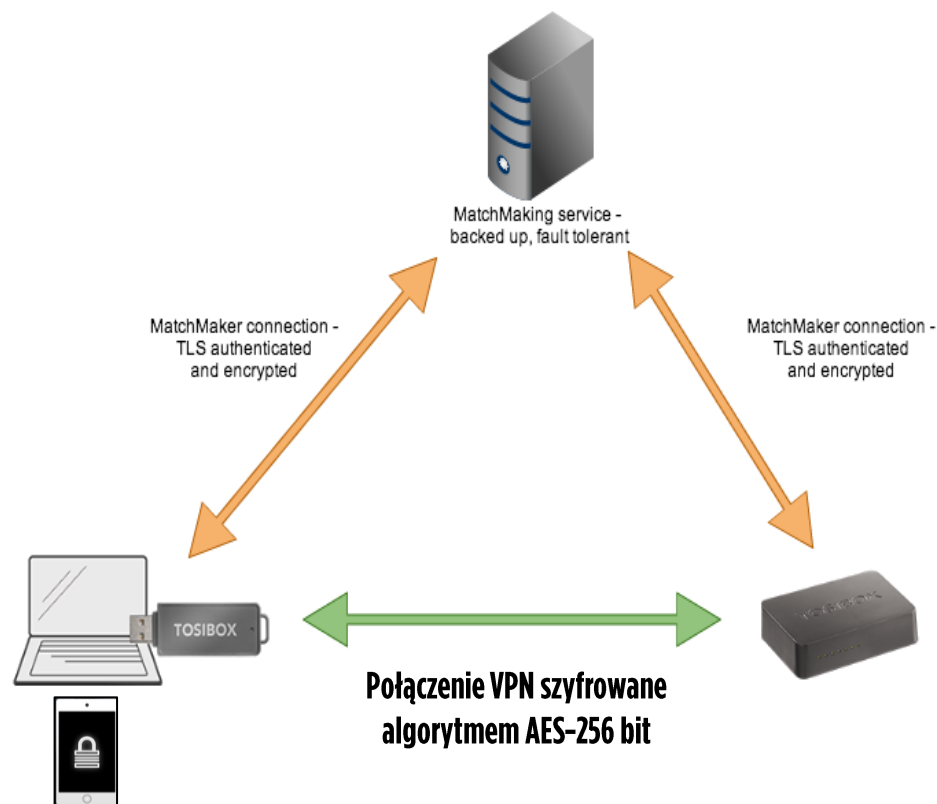 MatchMaking service -
backed up, fault tolerant
MatchMaker connection -
TLS authenticated
and encrypted
MatchMaker connection -
TLS authenticated
and encrypted
TOSIBOX
TOSIBOX
Połączenie VPN szyfrowane
algorytmem AES-256 bit